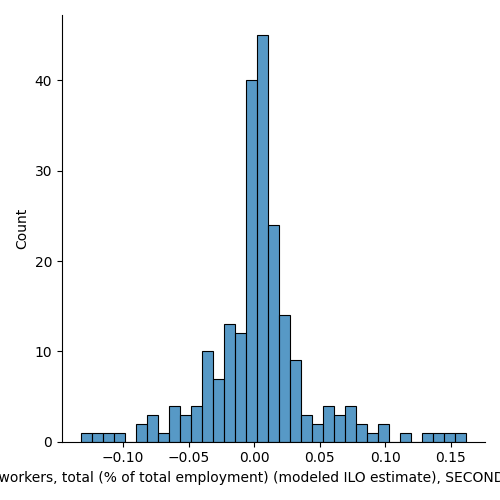 40
30
20
10
0
Count
−0.10 −0.05 0.00 0.05 0.10 0.15
workers, total (% of total employment) (modeled ILO estimate), SECOND